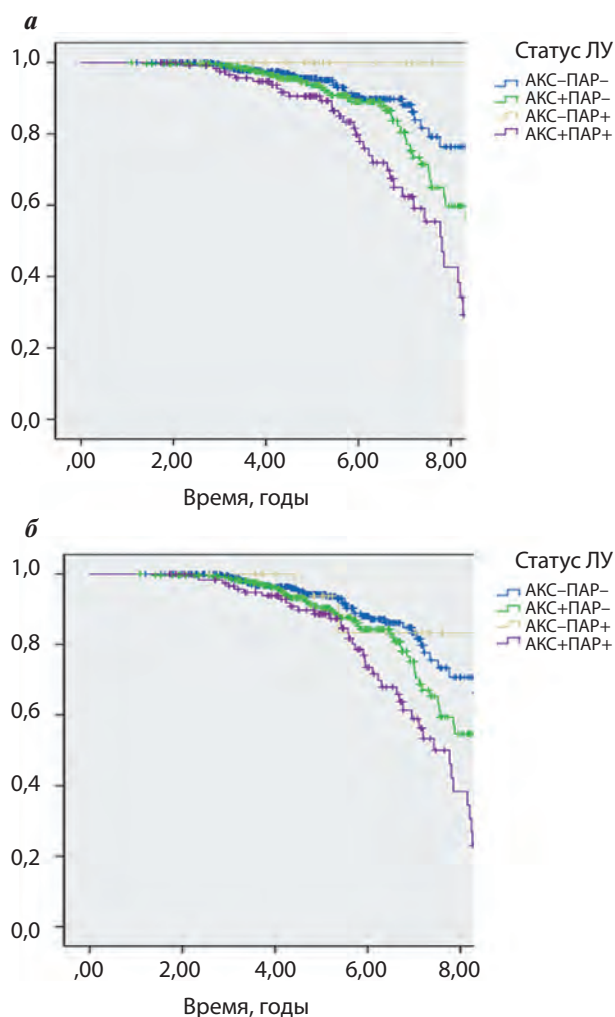 а
1,0
0,8
0,6
0,4
0,2
0,0
,00 2,00 4,00 6,00 8,00
Время, годы
Статус ЛУ
АКС–ПАР–
АКС+ПАР–
АКС–ПАР+
АКС+ПАР+
б
1,0
0,8
0,6
0,4
0,2
0,0
,00 2,00 4,00 6,00 8,00
Время, годы
Статус ЛУ
АКС–ПАР–
АКС+ПАР–
АКС–ПАР+
АКС+ПАР+